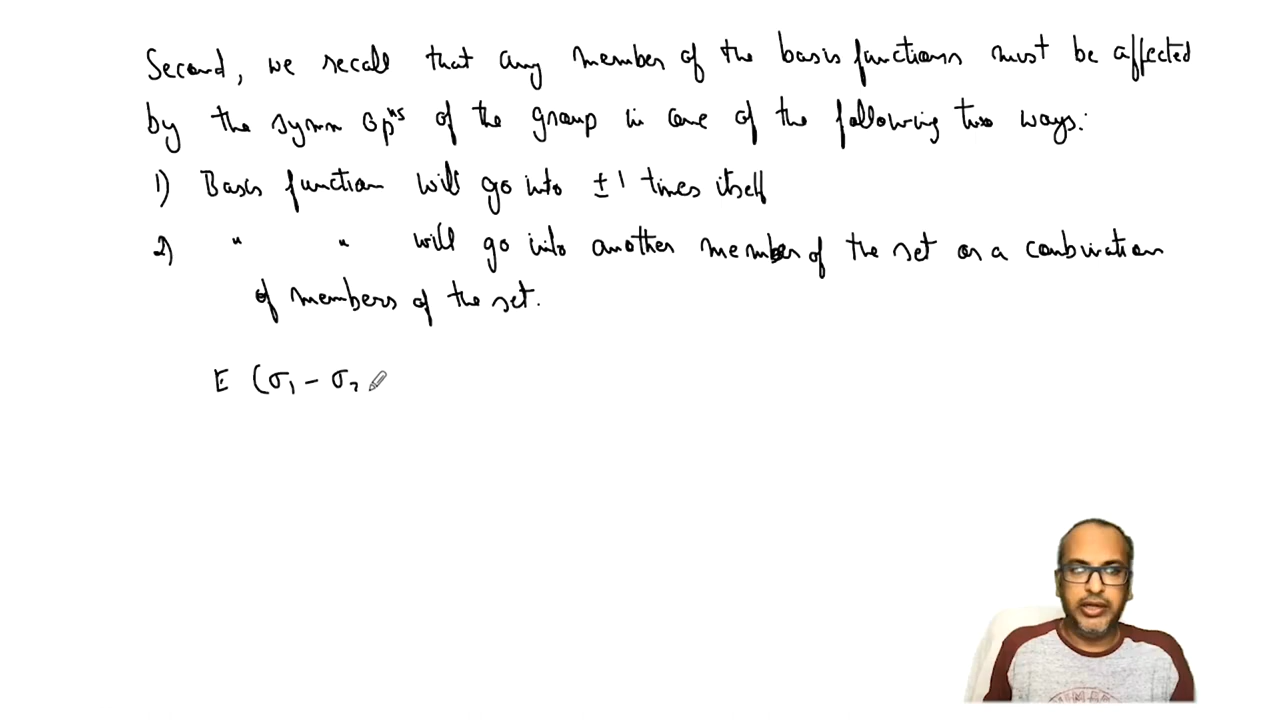 Second, we recall that any member of the basis functions must be affected
by the symm opⁿˢ of the group in one of the following two ways:
1) Basis function will go into ±1 times itself
2) " " will go into another member of the set or a combination
of members of the set.
E (σ₁ - σ₂